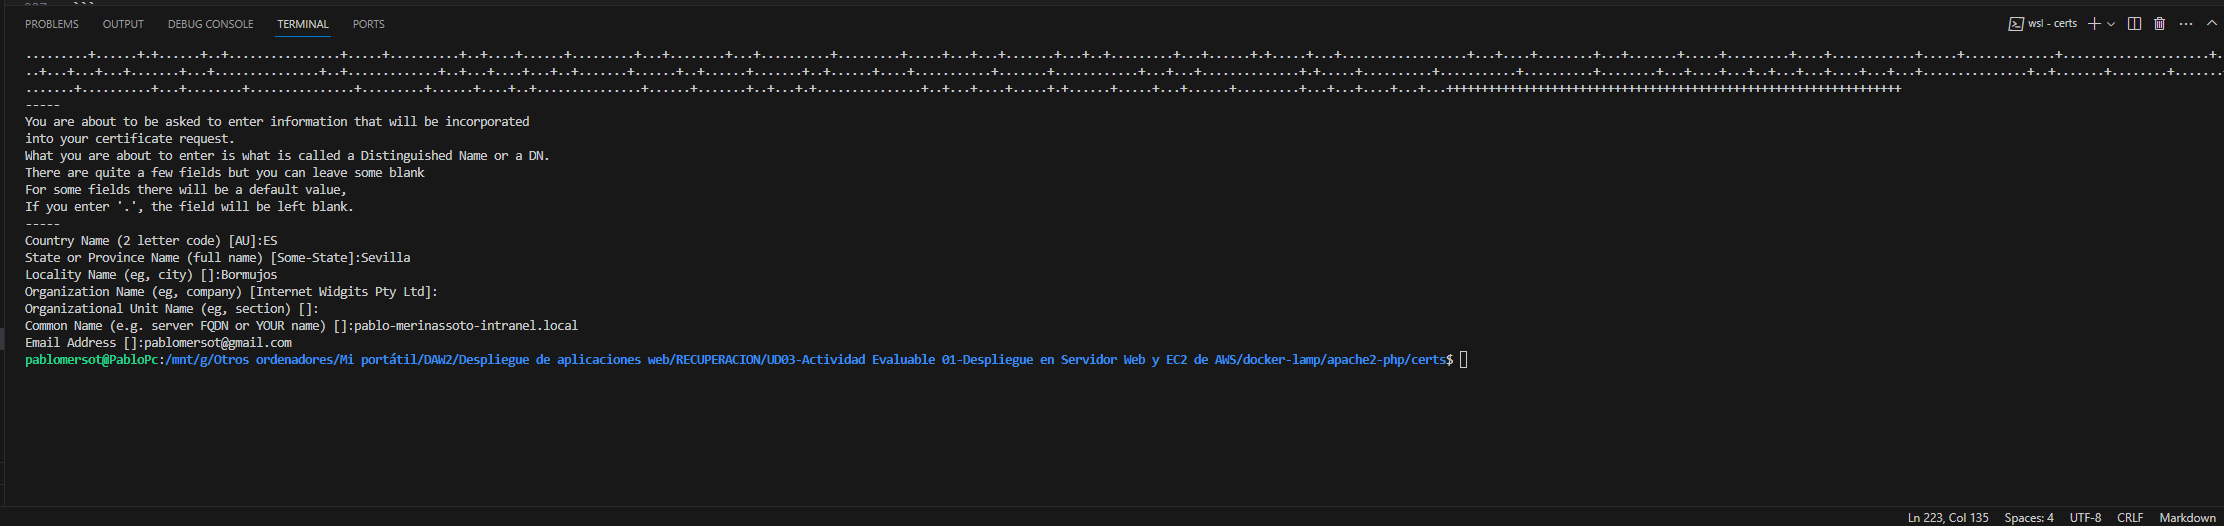 PROBLEMS OUTPUT DEBUG CONSOLE TERMINAL PORTS
wsl - certs
-----
You are about to be asked to enter information that will be incorporated
into your certificate request.
What you are about to enter is what is called a Distinguished Name or a DN.
There are quite a few fields but you can leave some blank
For some fields there will be a default value,
If you enter '.', the field will be left blank.
-----
Country Name (2 letter code) [AU]:ES
State or Province Name (full name) [Some-State]:Sevilla
Locality Name (eg, city) []:Bormujos
Organization Name (eg, company) [Internet Widgits Pty Ltd]:
Organizational Unit Name (eg, section) []:
Common Name (e.g. server FQDN or YOUR name) []:pablo-merinassoto-intranel.local
Email Address []:pablomersot@gmail.com
pablomersot@PabloPc:/mnt/g/Otros ordenadores/Mi portátil/DAW2/Despliegue de aplicaciones web/RECUPERACION/UD03-Actividad Evaluable 01-Despliegue en Servidor Web y EC2 de AWS/docker-lamp/apache2-php/certs$
Ln 223, Col 135 Spaces: 4 UTF-8 CRLF Markdown